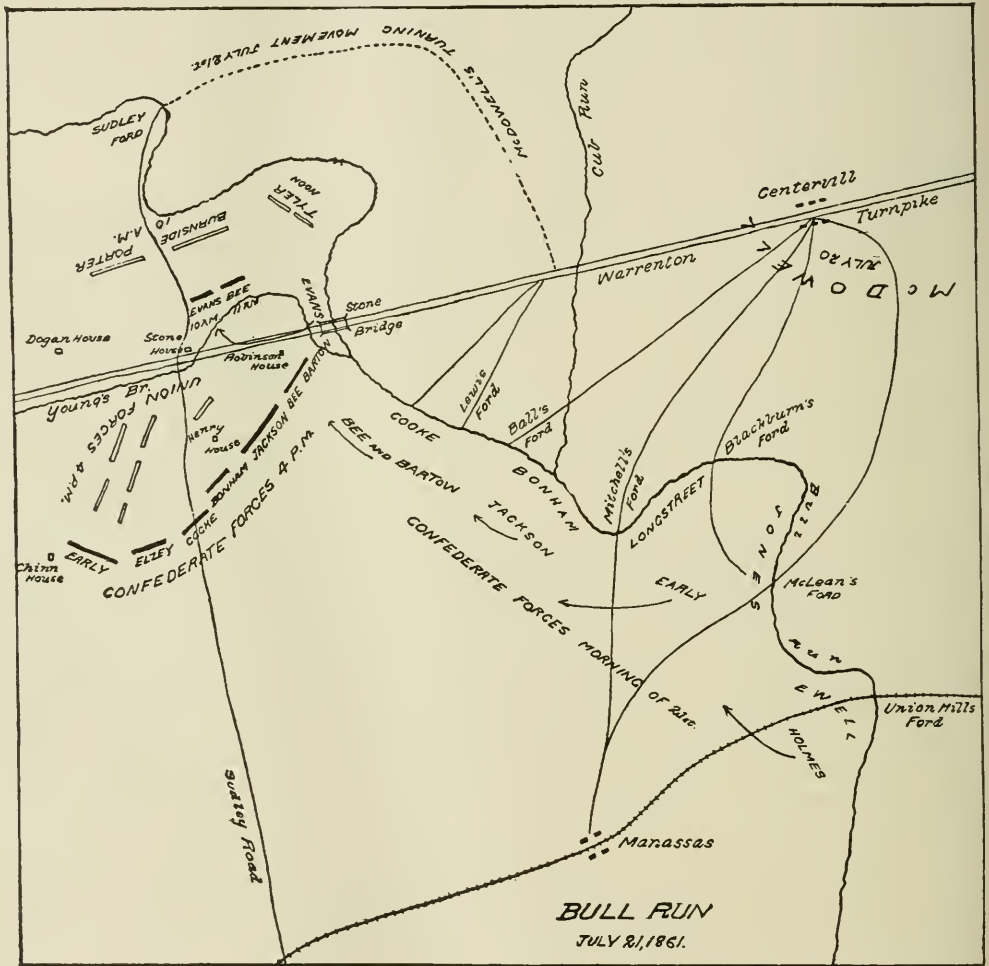 McDOWELL'S TURNING MOVEMENT JULY 21st.
SUDLEY
FORD
Cub Run
TYLER
NOON
Centervill
Turnpike
BURNSIDE
PORTER
10
A.M.
JULY 20
McDOWELL
Warrenton
EVANS BEE
10 A.M.
EVANS
Stone
Bridge
Dogan House
Stone
House
Robinson
House
Young's Br.
UNION FORCES 4 P.M.
Henry
House
BONHAM JACKSON BEE BARTOW
COCKE
ELZEY
EARLY
CONFEDERATE FORCES 4 P.M.
Chinn
House
COOKE
Lewis
Ford
Ball's
Ford
BEE AND BARTOW
BONHAM
Mitchell's
Ford
Blackburn's
Ford
LONGSTREET
JACKSON
JONES
Bull
Run
McLean's
FORD
EARLY
CONFEDERATE FORCES MORNING OF 21st.
EWELL
Union Mills
Ford
HOLMES
Sudley Road
Manassas
BULL RUN
JULY 21, 1861.